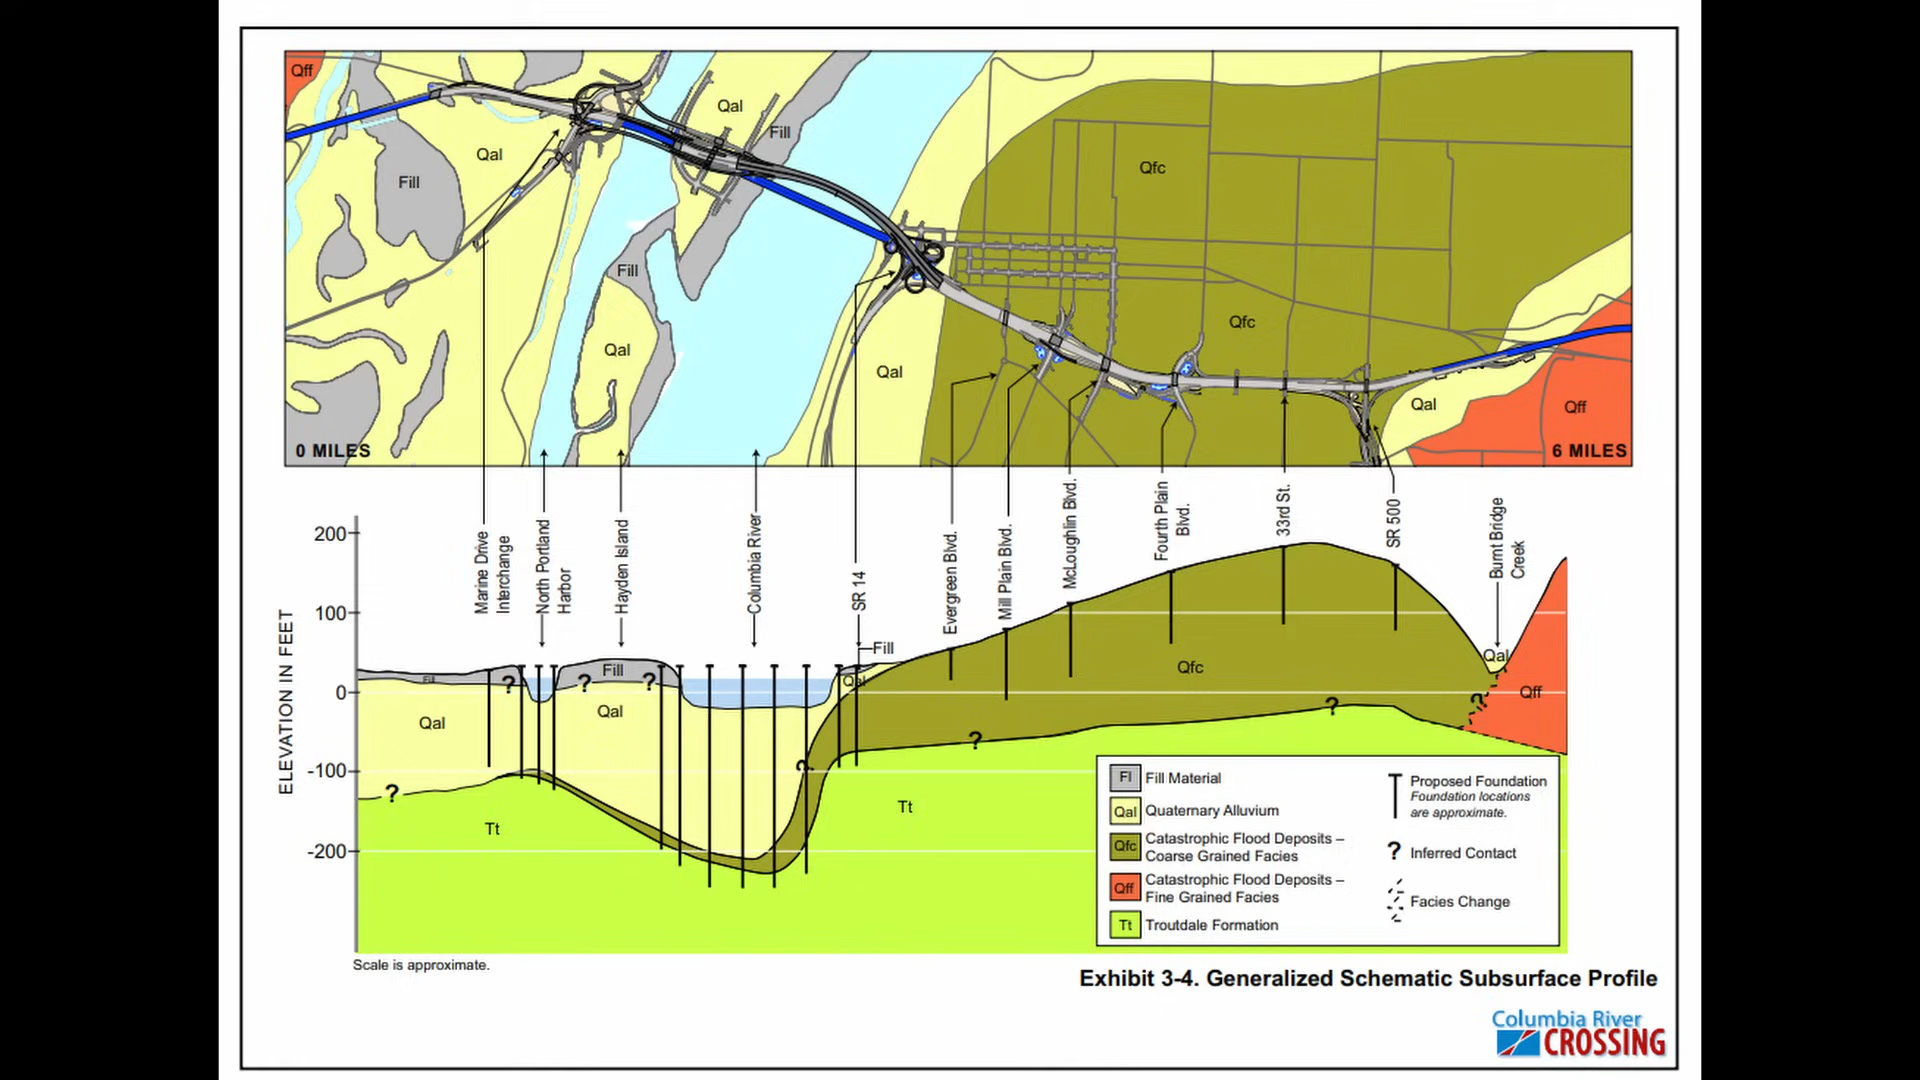 Qff
Qal
Fill
Qal
Fill
Qfc
Fill
Qal
Qal
Qfc
Qal
Qff
0 MILES
6 MILES
Marine Drive
Interchange
North Portland
Harbor
Hayden Island
Columbia River
SR 14
Evergreen Blvd.
Mill Plain Blvd.
McLoughlin Blvd.
Fourth Plain
Blvd.
33rd St.
SR 500
Burnt Bridge
Creek
ELEVATION IN FEET
200
100
0
-100
-200
Fill
Fill
Fill
Qal
Qal
Qal
Qal
Qfc
Qff
Tt
Tt
?
?
?
?
?
?
?
?
FI Fill Material
Qal Quaternary Alluvium
Qfc Catastrophic Flood Deposits –
Coarse Grained Facies
Qff Catastrophic Flood Deposits –
Fine Grained Facies
Tt Troutdale Formation
Proposed Foundation
Foundation locations
are approximate.
? Inferred Contact
Facies Change
Scale is approximate.
Exhibit 3-4. Generalized Schematic Subsurface Profile
Columbia River
CROSSING